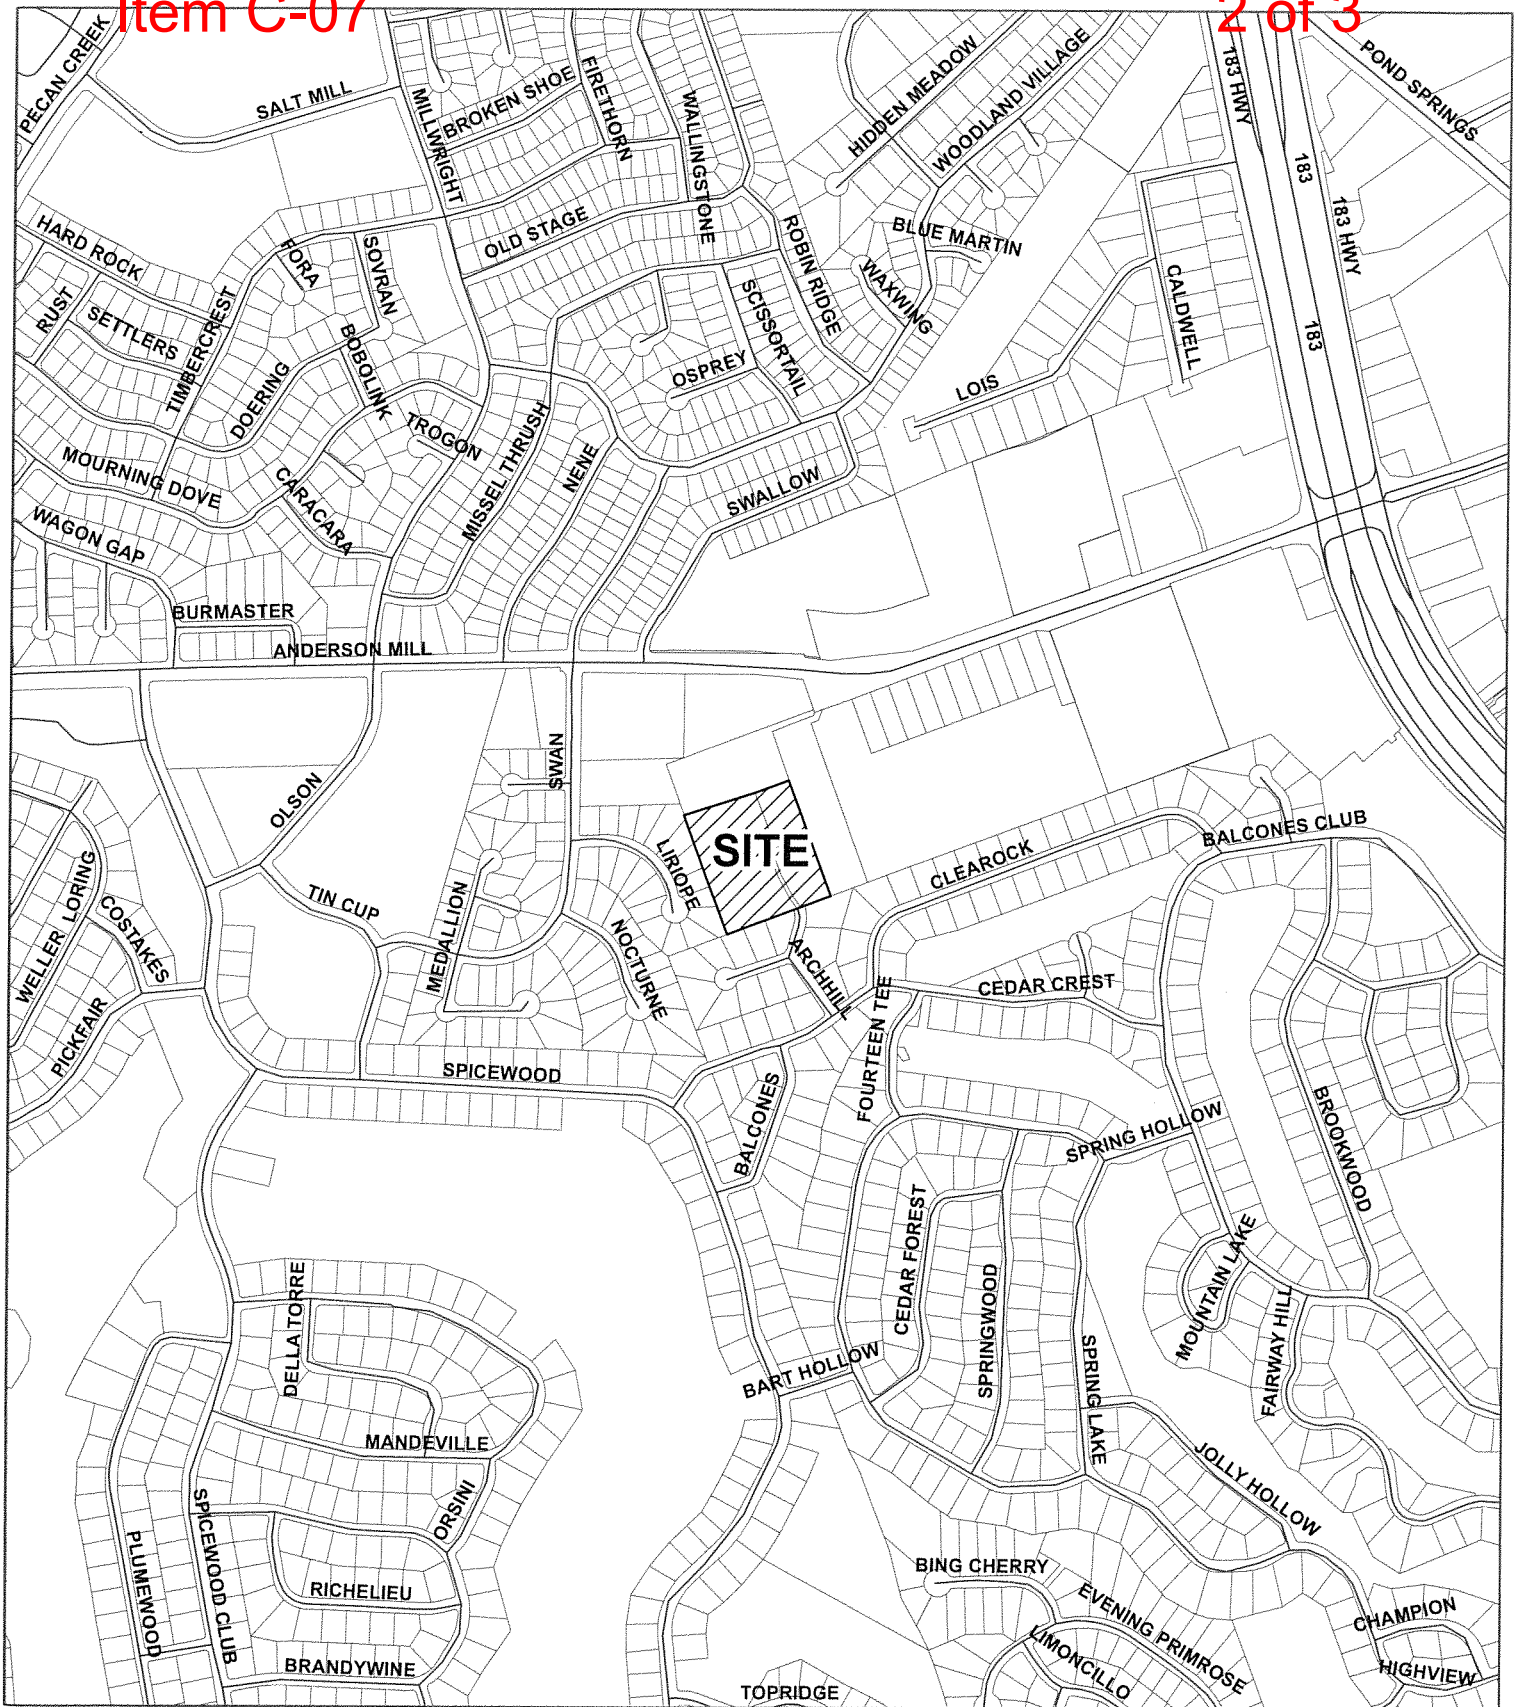 Item C-07
2 of 3
PECAN CREEK
SALT MILL
MILLWRIGHT
BROKEN SHOE
FIRETHORN
WALLINGSTONE
HIDDEN MEADOW
WOODLAND VILLAGE
183 HWY
POND SPRINGS
183
183 HWY
HARD ROCK
FORA
SOVRAN
OLD STAGE
ROBIN RIDGE
BLUE MARTIN
WAXWING
CALDWELL
RUST
SETTLERS
TIMBERCREST
BOBOLINK
SCISSORTAIL
183
DOERING
OSPREY
LOIS
TROGON
MISSEL THRUSH
NENE
MOURNING DOVE
CARACARA
SWALLOW
WAGON GAP
BURMASTER
ANDERSON MILL
OLSON
SWAN
SITE
LIRIOPE
CLEAROCK
BALCONES CLUB
WELLER
LORING
COSTAKES
TIN CUP
MEDALLION
NOCTURNE
ARCHHILL
CEDAR CREST
PICKFAIR
FOURTEEN TEE
SPICEWOOD
BALCONES
SPRING HOLLOW
BROOKWOOD
CEDAR FOREST
MOUNTAIN LAKE
DELLA TORRE
SPRINGWOOD
FAIRWAY HILL
BART HOLLOW
SPRING LAKE
MANDEVILLE
JOLLY HOLLOW
ORSINI
SPICEWOOD CLUB
PLUMEWOOD
RICHELIEU
BING CHERRY
EVENING PRIMROSE
CHAMPION
LIMONCILLO
HIGHVIEW
BRANDYWINE
TOPRIDGE